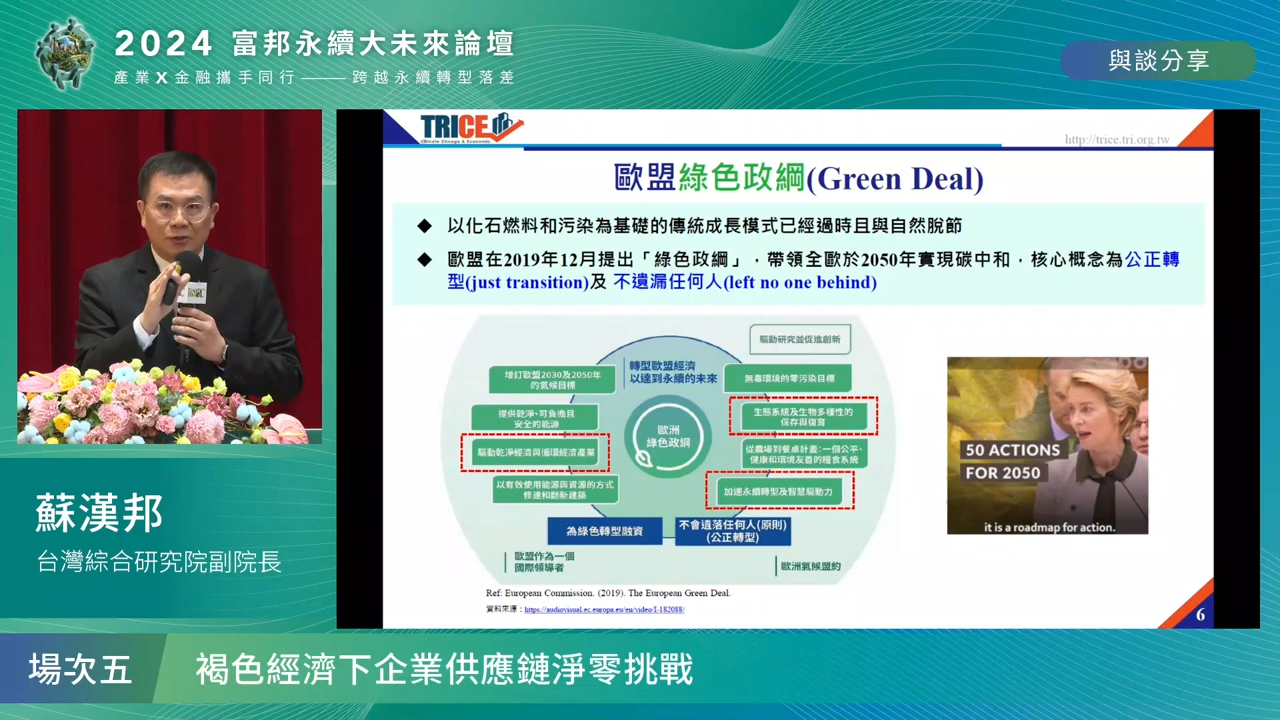 2024 富邦永續大未來論壇
產業X金融攜手同行——跨越永續轉型落差
與談分享
TRICE
Climate Change & Economic
http://trice.tri.org.tw
歐盟綠色政綱(Green Deal)
◆ 以化石燃料和污染為基礎的傳統成長模式已經過時且與自然脫節
◆ 歐盟在2019年12月提出「綠色政綱」，帶領全歐於2050年實現碳中和，核心概念為公正轉
型(just transition)及 不遺漏任何人(left no one behind)
轉型歐盟經濟
以達到永續的未來
驅動研究並促進創新
增訂歐盟2030及2050年
的氣候目標
無毒環境的零污染目標
提供乾淨、可負擔且
安全的能源
生態系統及生物多樣性的
保存與復育
歐洲
綠色政綱
驅動乾淨經濟與循環經濟產業
從農場到餐桌計畫:一個公平、
健康和環境友善的糧食系統
以有效使用能源與資源的方式
修建和翻新建築
加速永續轉型及智慧驅動力
為綠色轉型融資
不會遺落任何人(原則)
(公正轉型)
歐盟作為一個
國際領導者
歐洲氣候盟約
50 ACTIONS
FOR 2050
it is a roadmap for action.
Ref: European Commission. (2019). The European Green Deal.
資料來源：https://audiovisual.ec.europa.eu/en/video/I-182088/
6
蘇漢邦
台灣綜合研究院副院長
場次五
褐色經濟下企業供應鏈淨零挑戰